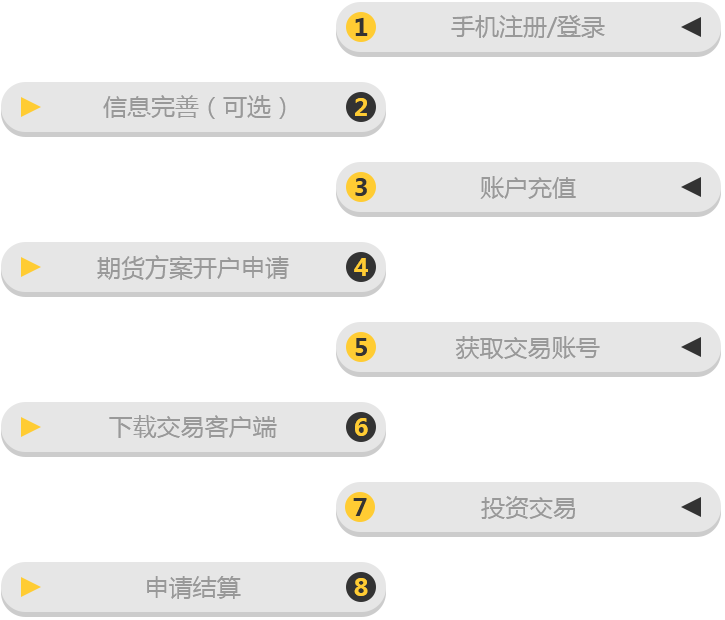 1 手机注册/登录
信息完善（可选） 2
3 账户充值
期货方案开户申请 4
5 获取交易账号
下载交易客户端 6
7 投资交易
申请结算 8